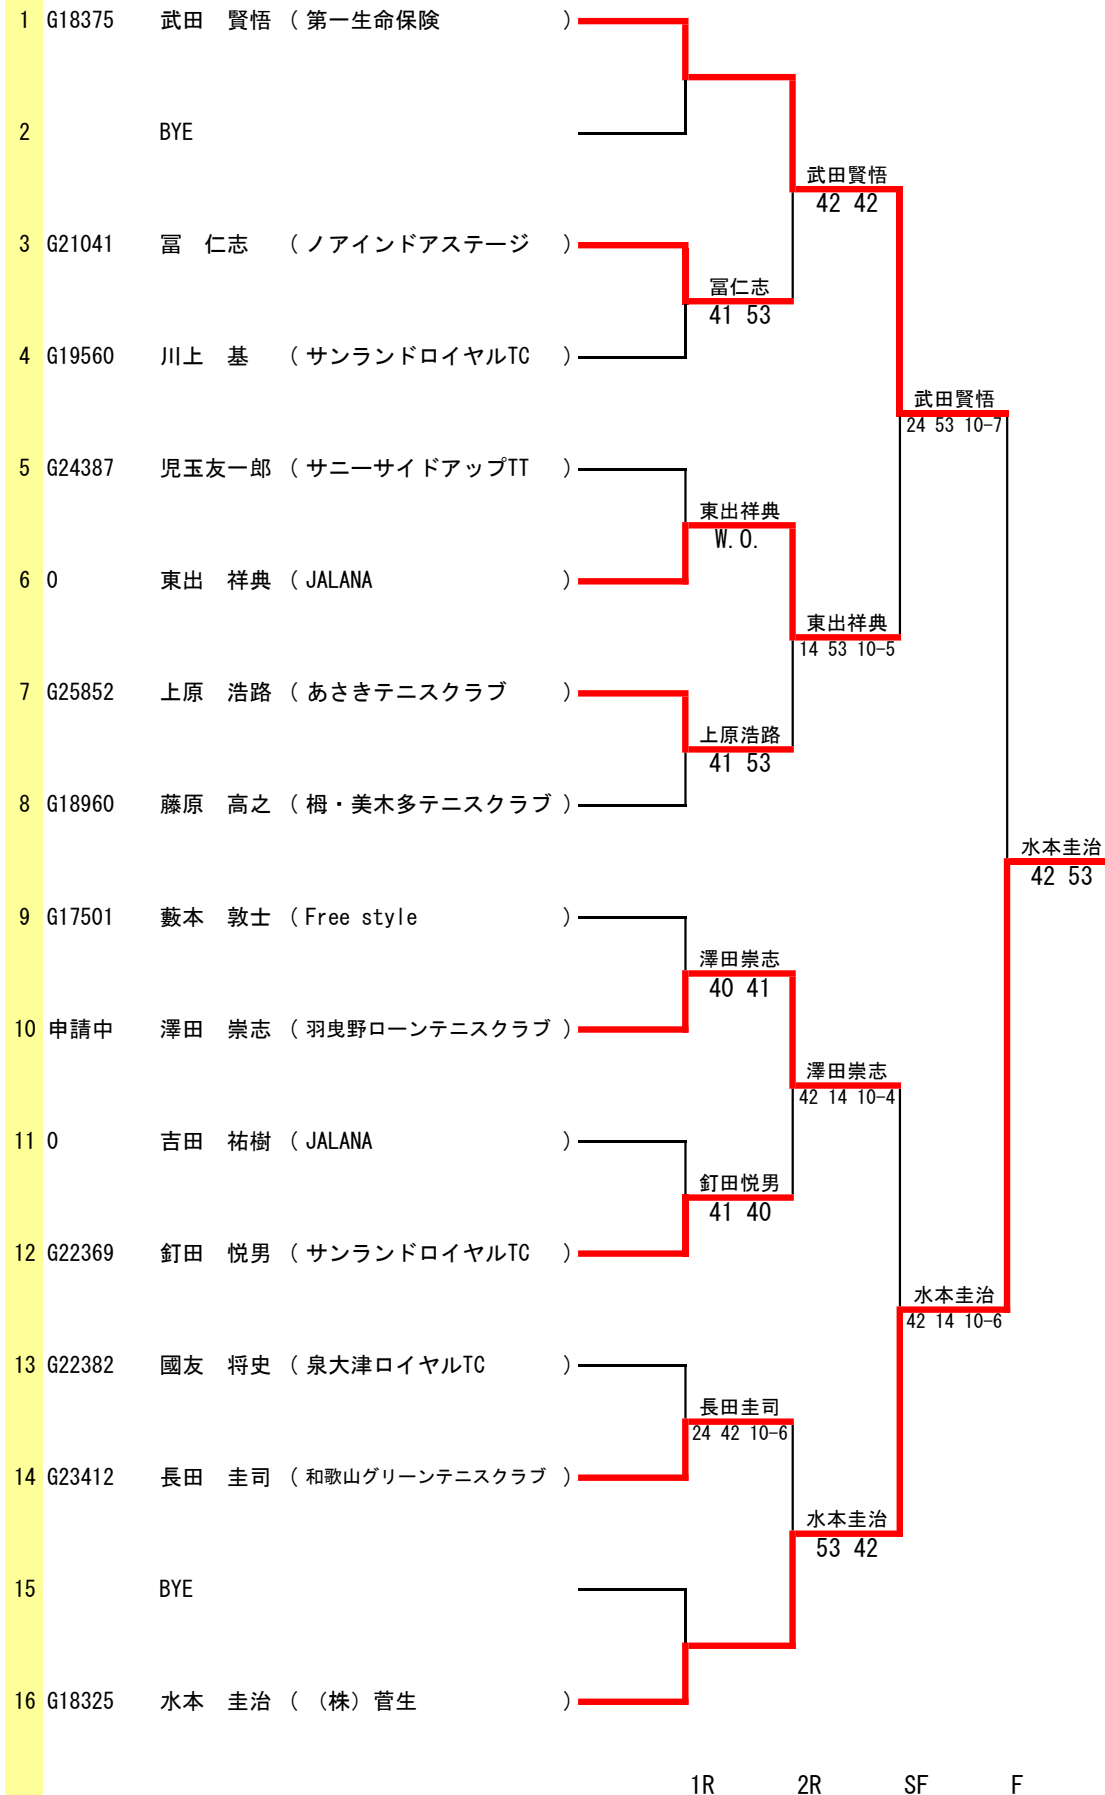 1 G18375 武田 賢悟 ( 第一生命保険 )
2 BYE
武田賢悟
42 42
3 G21041 冨 仁志 ( ノアインドアステージ )
冨仁志
41 53
4 G19560 川上 基 ( サンランドロイヤルTC )
武田賢悟
24 53 10-7
5 G24387 児玉友一郎 ( サニーサイドアップTT )
東出祥典
W.O.
6 0 東出 祥典 ( JALANA )
東出祥典
14 53 10-5
7 G25852 上原 浩路 ( あさきテニスクラブ )
上原浩路
41 53
8 G18960 藤原 高之 ( 栂・美木多テニスクラブ )
水本圭治
42 53
9 G17501 藪本 敦士 ( Free style )
澤田崇志
40 41
10 申請中 澤田 崇志 ( 羽曳野ローンテニスクラブ )
澤田崇志
42 14 10-4
11 0 吉田 祐樹 ( JALANA )
釘田悦男
41 40
12 G22369 釘田 悦男 ( サンランドロイヤルTC )
水本圭治
42 14 10-6
13 G22382 國友 将史 ( 泉大津ロイヤルTC )
長田圭司
24 42 10-6
14 G23412 長田 圭司 ( 和歌山グリーンテニスクラブ )
水本圭治
53 42
15 BYE
16 G18325 水本 圭治 ( （株）菅生 )
1R 2R SF F